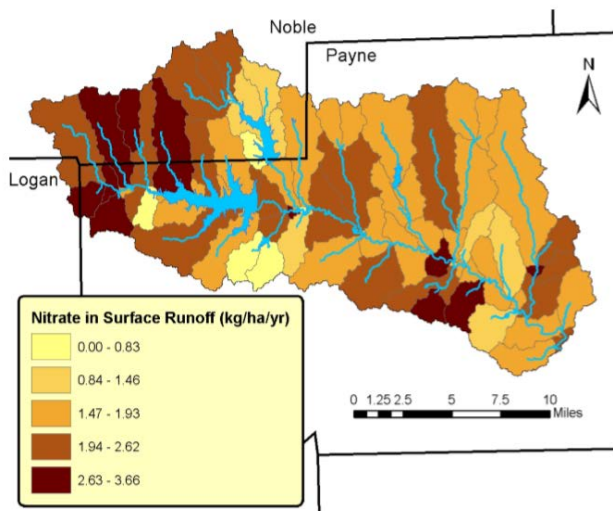 Noble
Payne
N
Logan
Nitrate in Surface Runoff (kg/ha/yr)
0.00 - 0.83
0.84 - 1.46
1.47 - 1.93
1.94 - 2.62
2.63 - 3.66
0 1.25 2.5 5 7.5 10
Miles